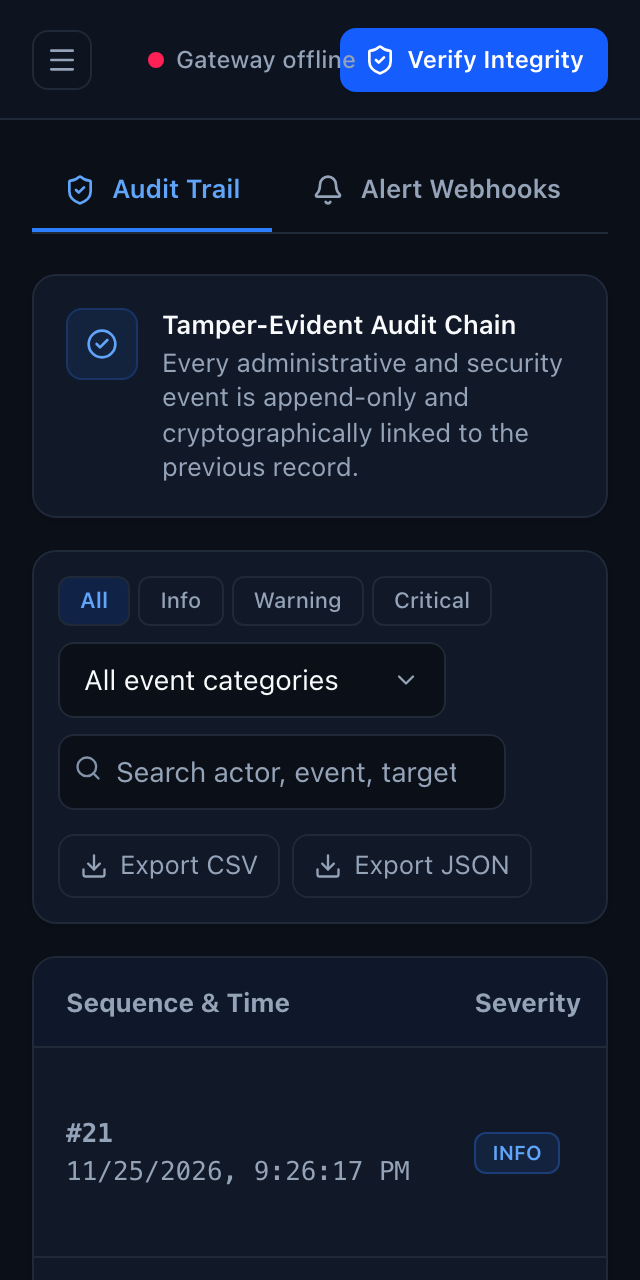 Gateway offline
Verify Integrity
Audit Trail
Alert Webhooks
Tamper-Evident Audit Chain
Every administrative and security
event is append-only and
cryptographically linked to the
previous record.
All
Info
Warning
Critical
All event categories
Search actor, event, target
Export CSV
Export JSON
Sequence & Time
Severity
#21
11/25/2026, 9:26:17 PM
INFO